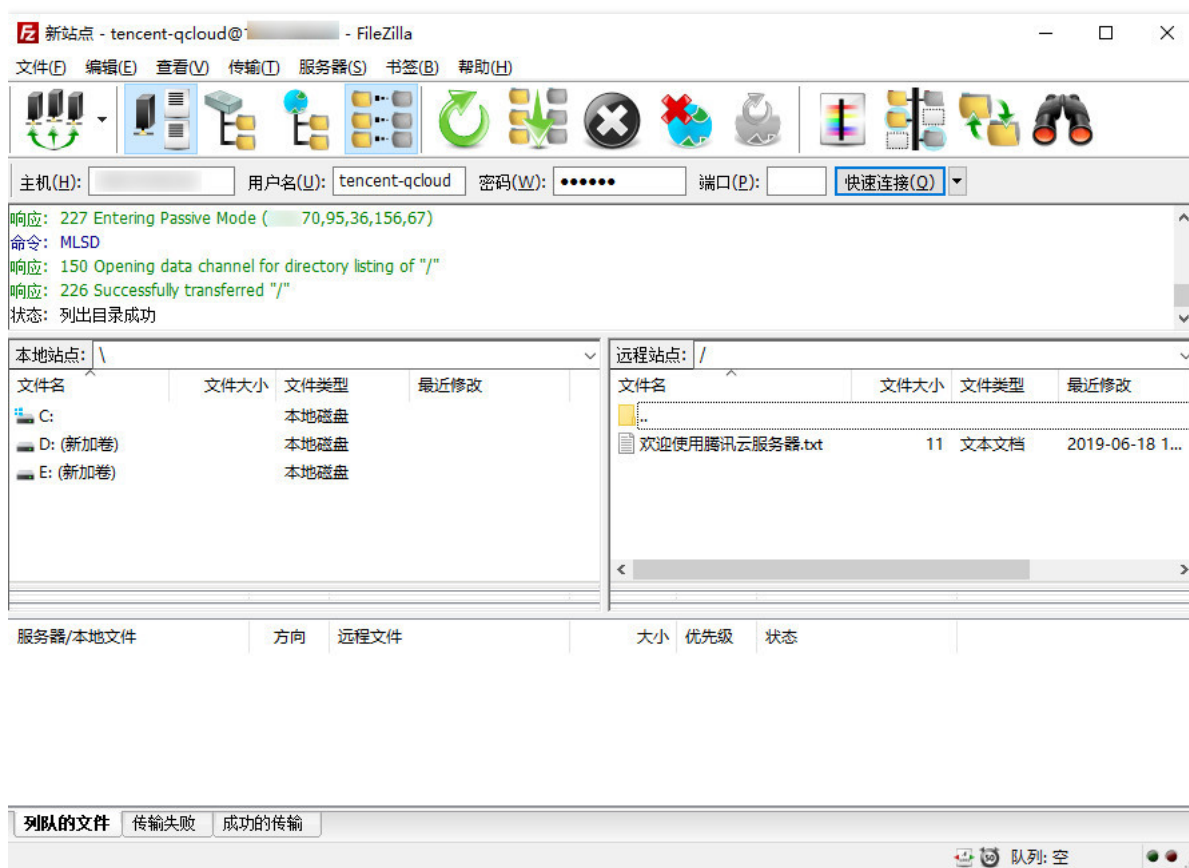 新站点 - tencent-qcloud@ - FileZilla
文件(F) 编辑(E) 查看(V) 传输(T) 服务器(S) 书签(B) 帮助(H)
主机(H): 用户名(U): tencent-qcloud 密码(W): ●●●●●● 端口(P): 快速连接(Q)
响应: 227 Entering Passive Mode ( 70,95,36,156,67)
命令: MLSD
响应: 150 Opening data channel for directory listing of "/"
响应: 226 Successfully transferred "/"
状态: 列出目录成功
本地站点: \ 远程站点: /
文件名 文件大小 文件类型 最近修改 文件名 文件大小 文件类型 最近修改
C: 本地磁盘 ..
D: (新加卷) 本地磁盘 欢迎使用腾讯云服务器.txt 11 文本文档 2019-06-18 1...
E: (新加卷) 本地磁盘
服务器/本地文件 方向 远程文件 大小 优先级 状态
列队的文件 传输失败 成功的传输
队列: 空